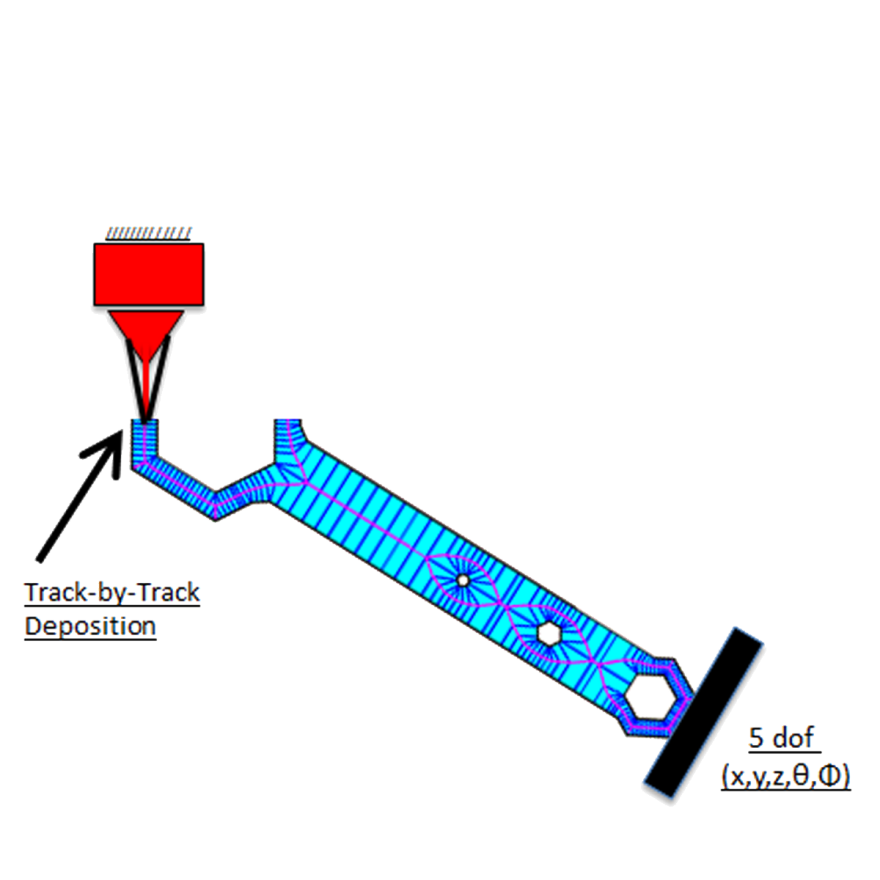 Track-by-Track
Deposition
5 dof
(x,y,z,θ,Φ)